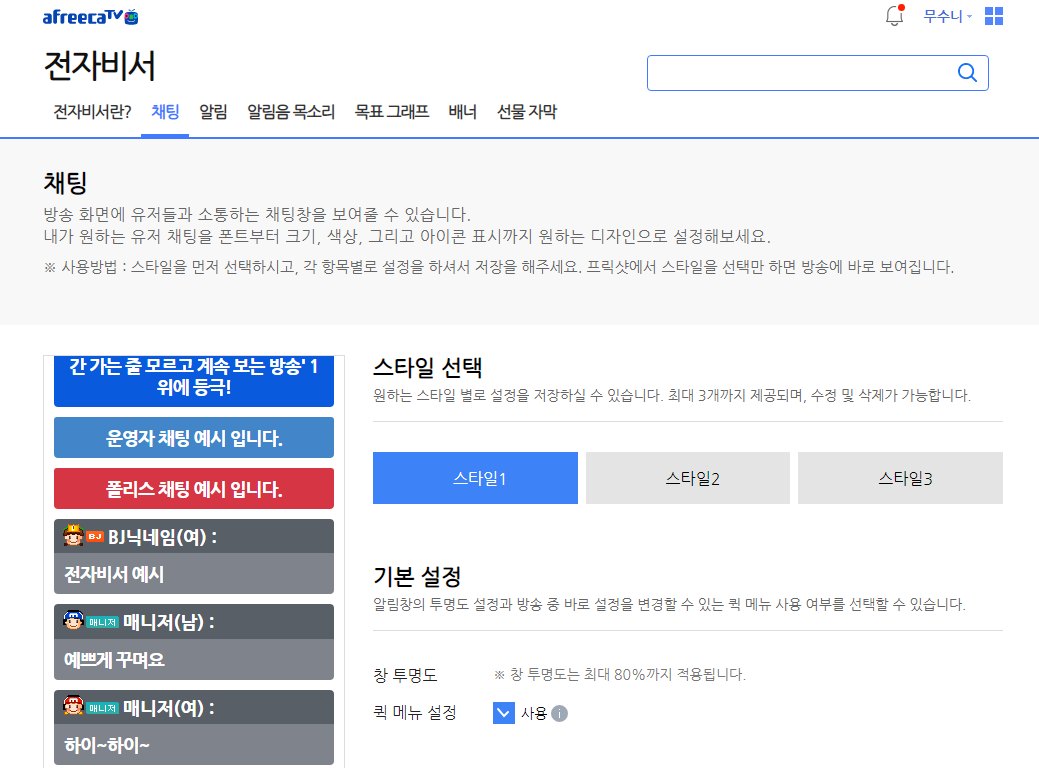 afreecaTV
무수니
전자비서
전자비서란? 채팅 알림 알림음 목소리 목표 그래프 배너 선물 자막
채팅
방송 화면에 유저들과 소통하는 채팅창을 보여줄 수 있습니다.
내가 원하는 유저 채팅을 폰트부터 크기, 색상, 그리고 아이콘 표시까지 원하는 디자인으로 설정해보세요.
※ 사용방법 : 스타일을 먼저 선택하시고, 각 항목별로 설정을 하셔서 저장을 해주세요. 프릭샷에서 스타일을 선택만 하면 방송에 바로 보여집니다.
간 가는 줄 모르고 계속 보는 방송' 1
위에 등극!
운영자 채팅 예시 입니다.
폴리스 채팅 예시 입니다.
BJ BJ닉네임(여) :
전자비서 예시
매니저 매니저(남) :
예쁘게 꾸며요
매니저 매니저(여) :
하이~하이~
스타일 선택
원하는 스타일 별로 설정을 저장하실 수 있습니다. 최대 3개까지 제공되며, 수정 및 삭제가 가능합니다.
스타일1 스타일2 스타일3
기본 설정
알림창의 투명도 설정과 방송 중 바로 설정을 변경할 수 있는 퀵 메뉴 사용 여부를 선택할 수 있습니다.
창 투명도 ※ 창 투명도는 최대 80%까지 적용됩니다.
퀵 메뉴 설정 사용